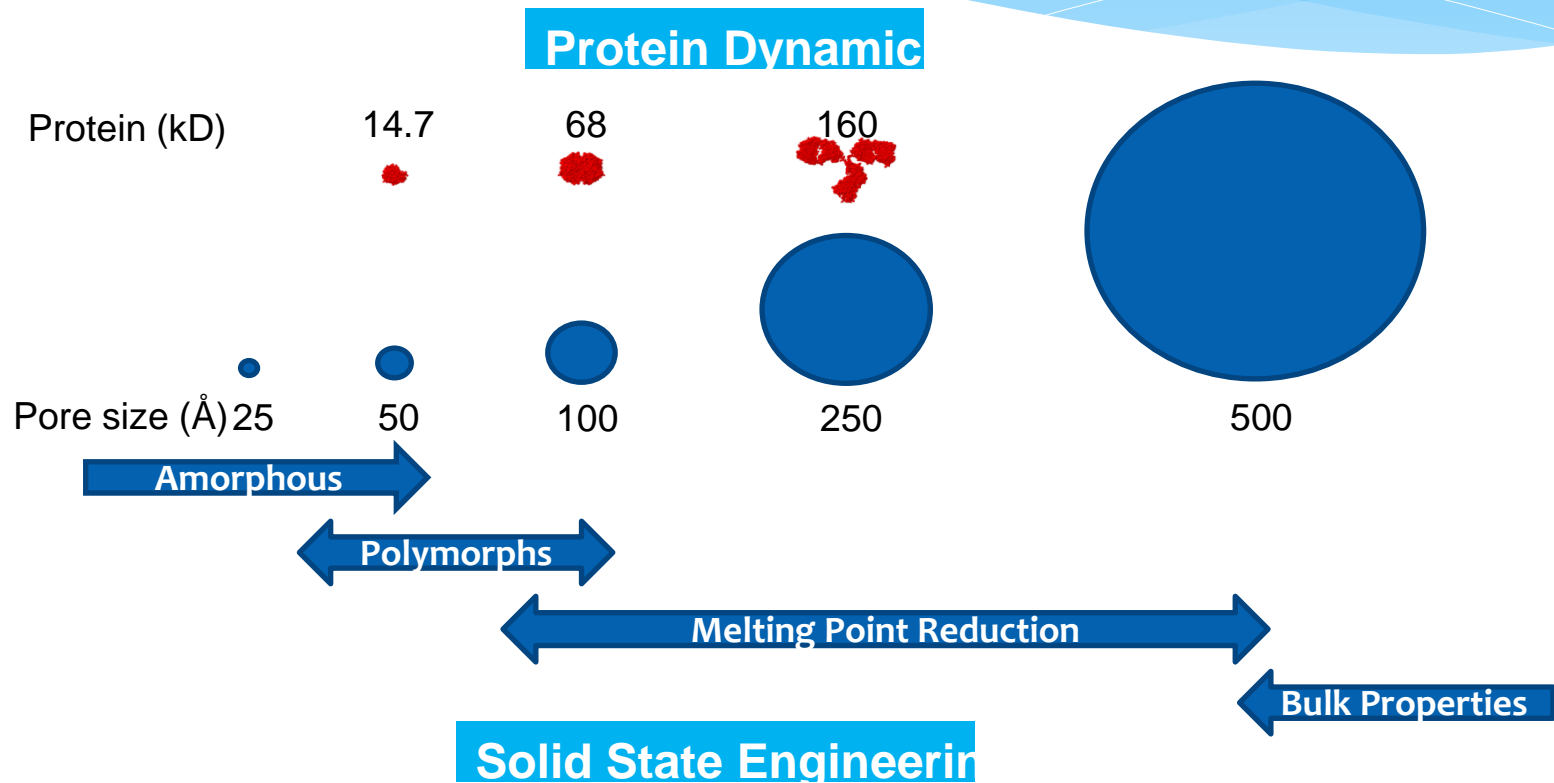 Protein Dynamic
Protein (kD) 14.7 68 160
Pore size (Å) 25 50 100 250 500
Amorphous
Polymorphs
Melting Point Reduction
Bulk Properties
Solid State Engineerin